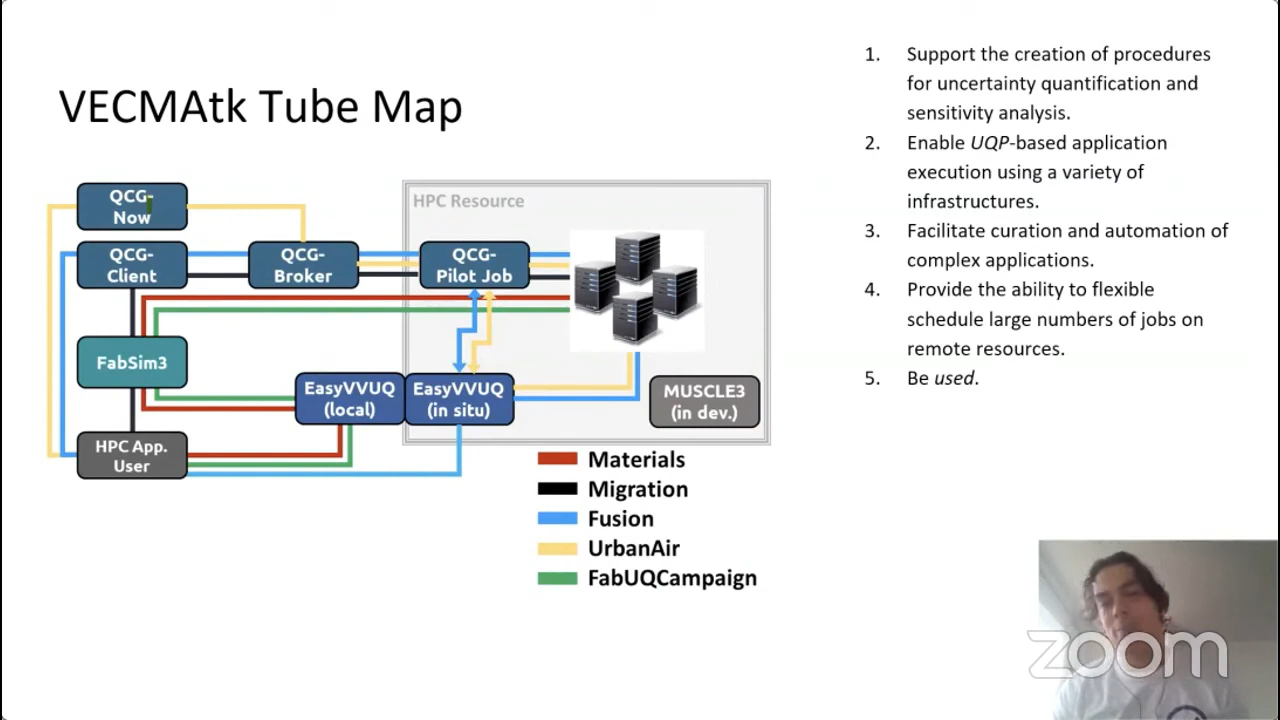 VECMAtk Tube Map
QCG-
Now
QCG-
Client
QCG-
Broker
HPC Resource
QCG-
Pilot Job
FabSim3
EasyVVUQ
(local)
EasyVVUQ
(in situ)
MUSCLE3
(in dev.)
HPC App.
User
Materials
Migration
Fusion
UrbanAir
FabUQCampaign
1. Support the creation of procedures
for uncertainty quantification and
sensitivity analysis.
2. Enable UQP-based application
execution using a variety of
infrastructures.
3. Facilitate curation and automation of
complex applications.
4. Provide the ability to flexible
schedule large numbers of jobs on
remote resources.
5. Be used.
zoom